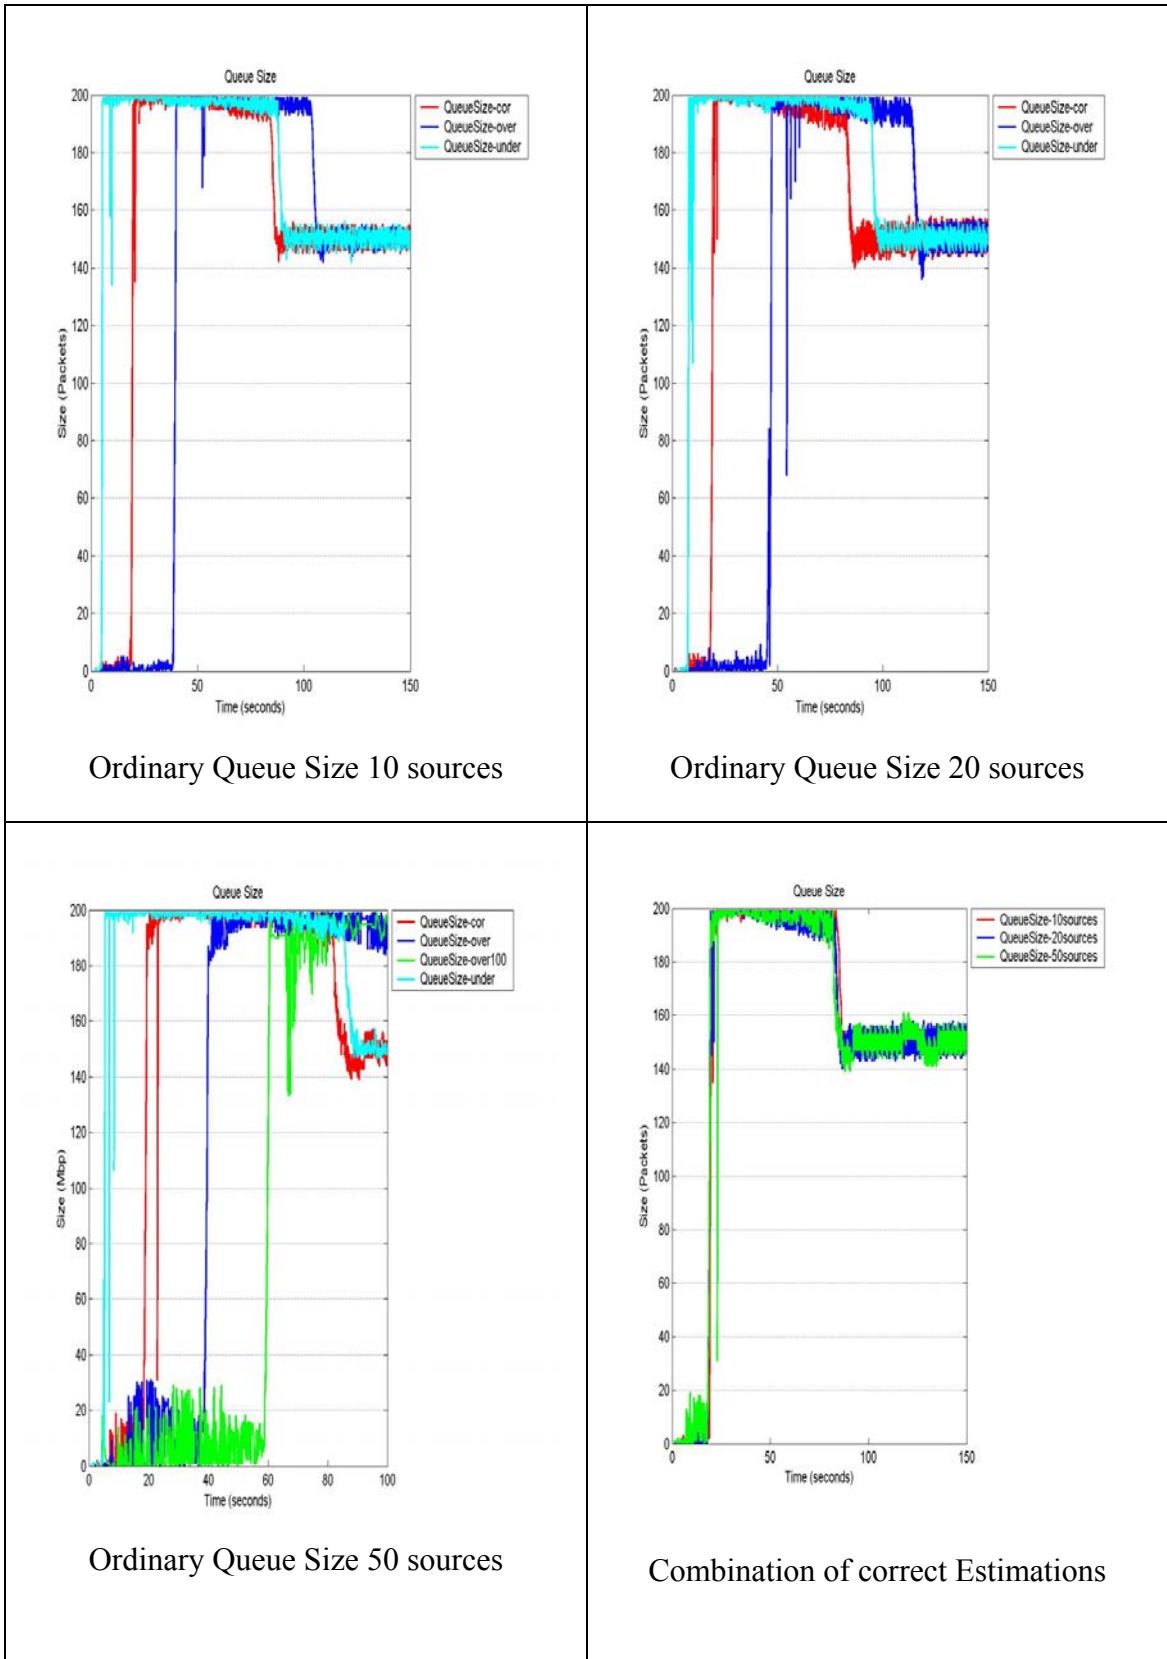 Queue Size
QueueSize-cor
QueueSize-over
QueueSize-under
200
180
160
140
120
100
80
60
40
20
0
Size (Packets)
0 50 100 150
Time (seconds)
Ordinary Queue Size 10 sources
Queue Size
QueueSize-cor
QueueSize-over
QueueSize-under
200
180
160
140
120
100
80
60
40
20
0
Size (Packets)
0 50 100 150
Time (seconds)
Ordinary Queue Size 20 sources
Queue Size
QueueSize-cor
QueueSize-over
QueueSize-over100
QueueSize-under
200
180
160
140
120
100
80
60
40
20
0
Size (Mbp)
0 20 40 60 80 100
Time (seconds)
Ordinary Queue Size 50 sources
Queue Size
QueueSize-10sources
QueueSize-20sources
QueueSize-50sources
200
180
160
140
120
100
80
60
40
20
0
Size (Packets)
0 50 100 150
Time (seconds)
Combination of correct Estimations